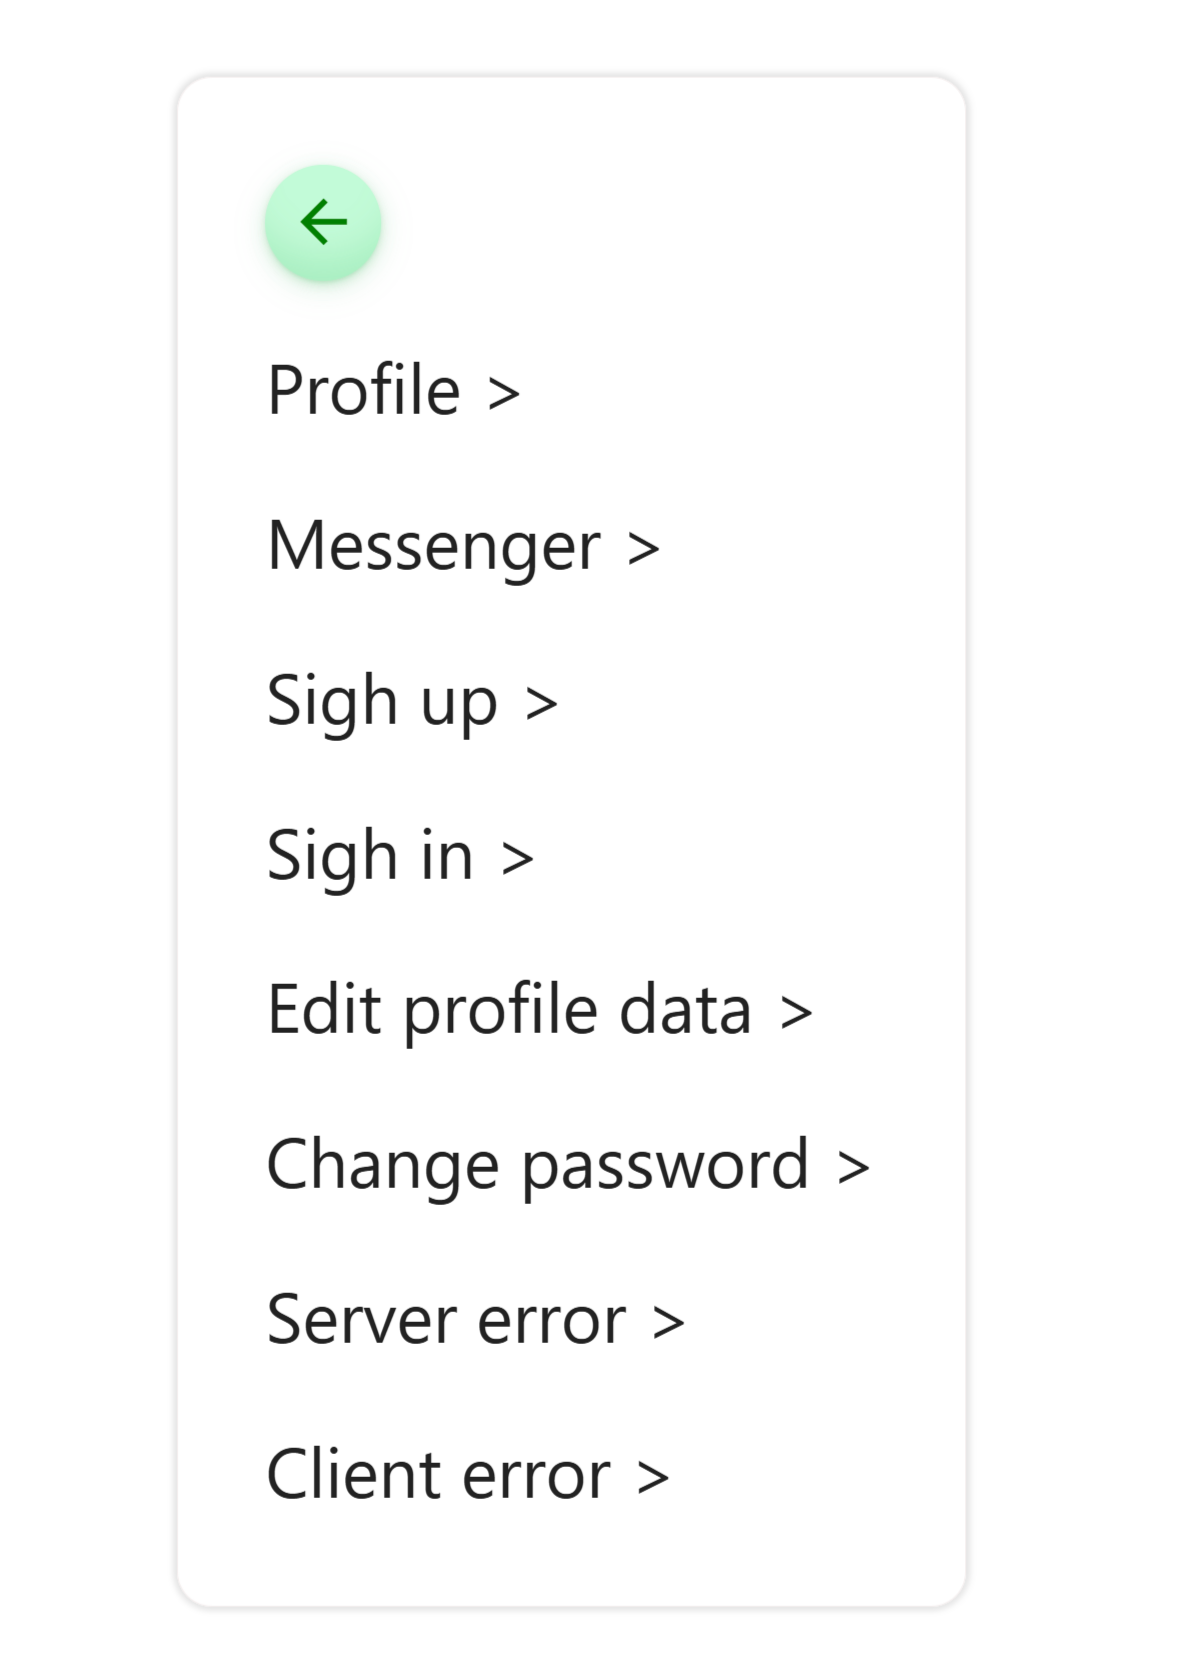 Profile >
Messenger >
Sigh up >
Sigh in >
Edit profile data >
Change password >
Server error >
Client error >